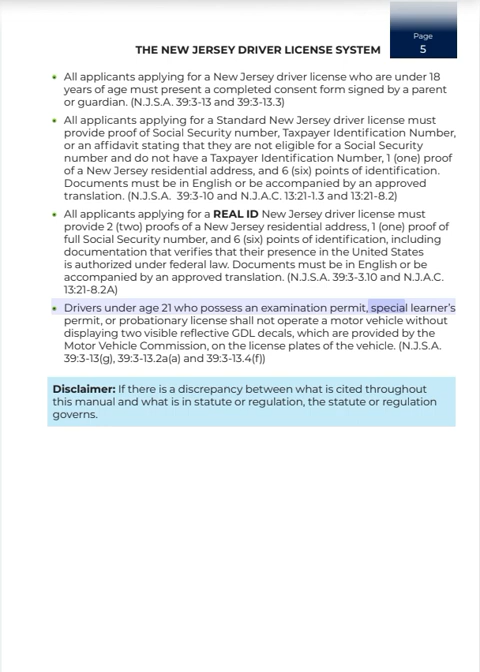 Page
5
THE NEW JERSEY DRIVER LICENSE SYSTEM
• All applicants applying for a New Jersey driver license who are under 18
years of age must present a completed consent form signed by a parent
or guardian. (N.J.S.A. 39:3-13 and 39:3-13.3)
• All applicants applying for a Standard New Jersey driver license must
provide proof of Social Security number, Taxpayer Identification Number,
or an affidavit stating that they are not eligible for a Social Security
number and do not have a Taxpayer Identification Number, 1 (one) proof
of a New Jersey residential address, and 6 (six) points of identification.
Documents must be in English or be accompanied by an approved
translation. (N.J.S.A. 39:3-10 and N.J.A.C. 13:21-1.3 and 13:21-8.2)
• All applicants applying for a REAL ID New Jersey driver license must
provide 2 (two) proofs of a New Jersey residential address, 1 (one) proof of
full Social Security number, and 6 (six) points of identification, including
documentation that verifies that their presence in the United States
is authorized under federal law. Documents must be in English or be
accompanied by an approved translation. (N.J.S.A. 39:3-3.10 and N.J.A.C.
13:21-8.2A)
• Drivers under age 21 who possess an examination permit, special learner's
permit, or probationary license shall not operate a motor vehicle without
displaying two visible reflective GDL decals, which are provided by the
Motor Vehicle Commission, on the license plates of the vehicle. (N.J.S.A.
39:3-13(g), 39:3-13.2a(a) and 39:3-13.4(f))
Disclaimer: If there is a discrepancy between what is cited throughout
this manual and what is in statute or regulation, the statute or regulation
governs.